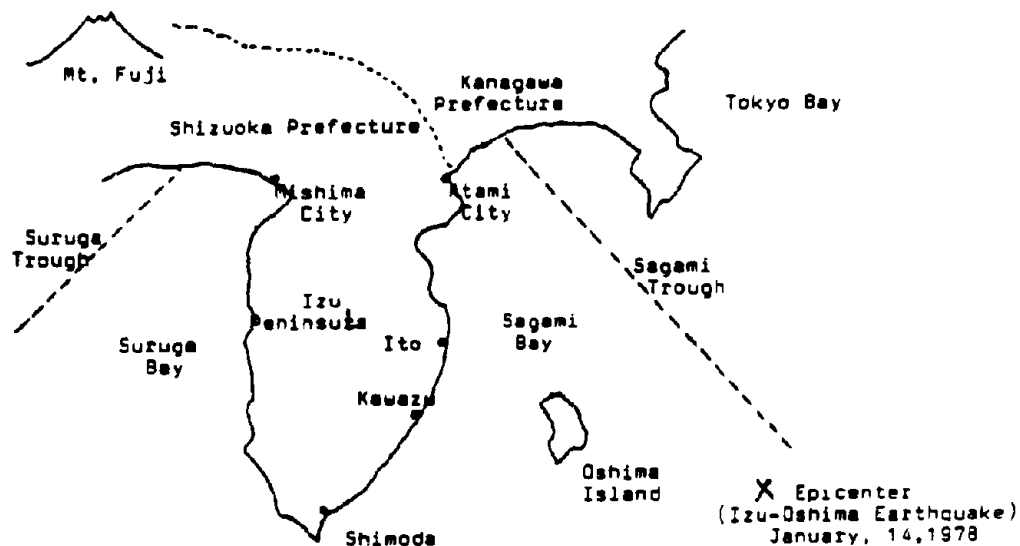 Mt. Fuji
Kanagawa
Prefecture
Tokyo Bay
Shizuoka Prefecture
Mishima
City
Atami
City
Suruga
Trough
Sagami
Trough
Izu
Peninsula
Sagami
Bay
Suruga
Bay
Ito
Kawazu
Oshima
Island
X Epicenter
(Izu-Oshima Earthquake)
January, 14,1978
Shimoda